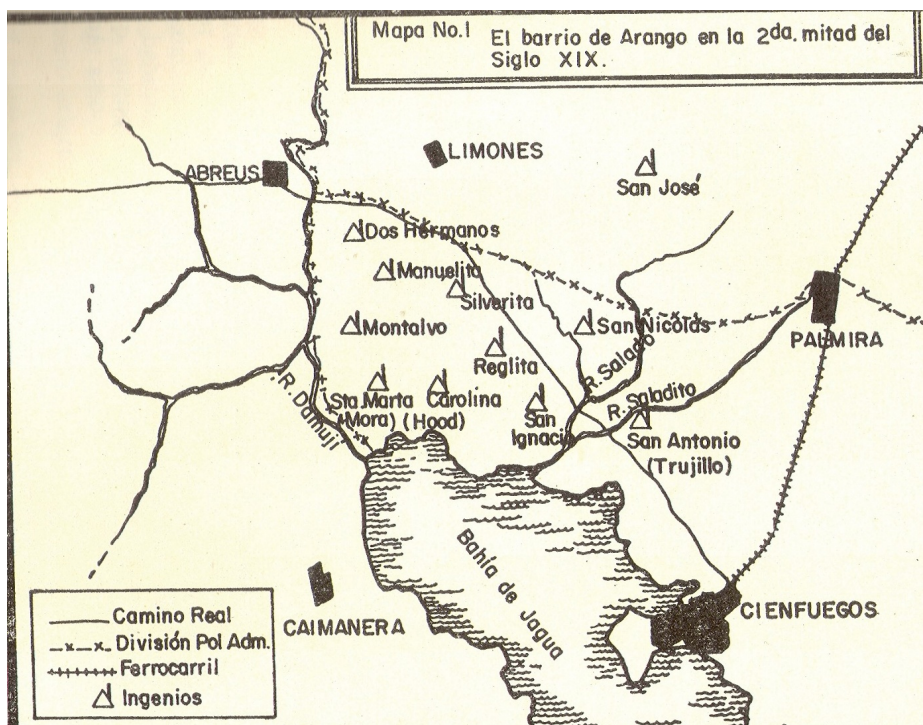 Mapa No.1
El barrio de Arango en la 2da. mitad del
Siglo XIX.
ABREUS
LIMONES
San José
Dos Hermanos
Manuelita
Silverita
Montalvo
San Nicolás
PALMIRA
Reglita
R. Salado
R. Saladito
Sta. Marta
(Mora)
Carolina
(Hood)
San
Ignacio
San Antonio
(Trujillo)
R. Damují
Bahía de Jagua
CAIMANERA
CIENFUEGOS
Camino Real
División Pol Adm.
Ferrocarril
Ingenios